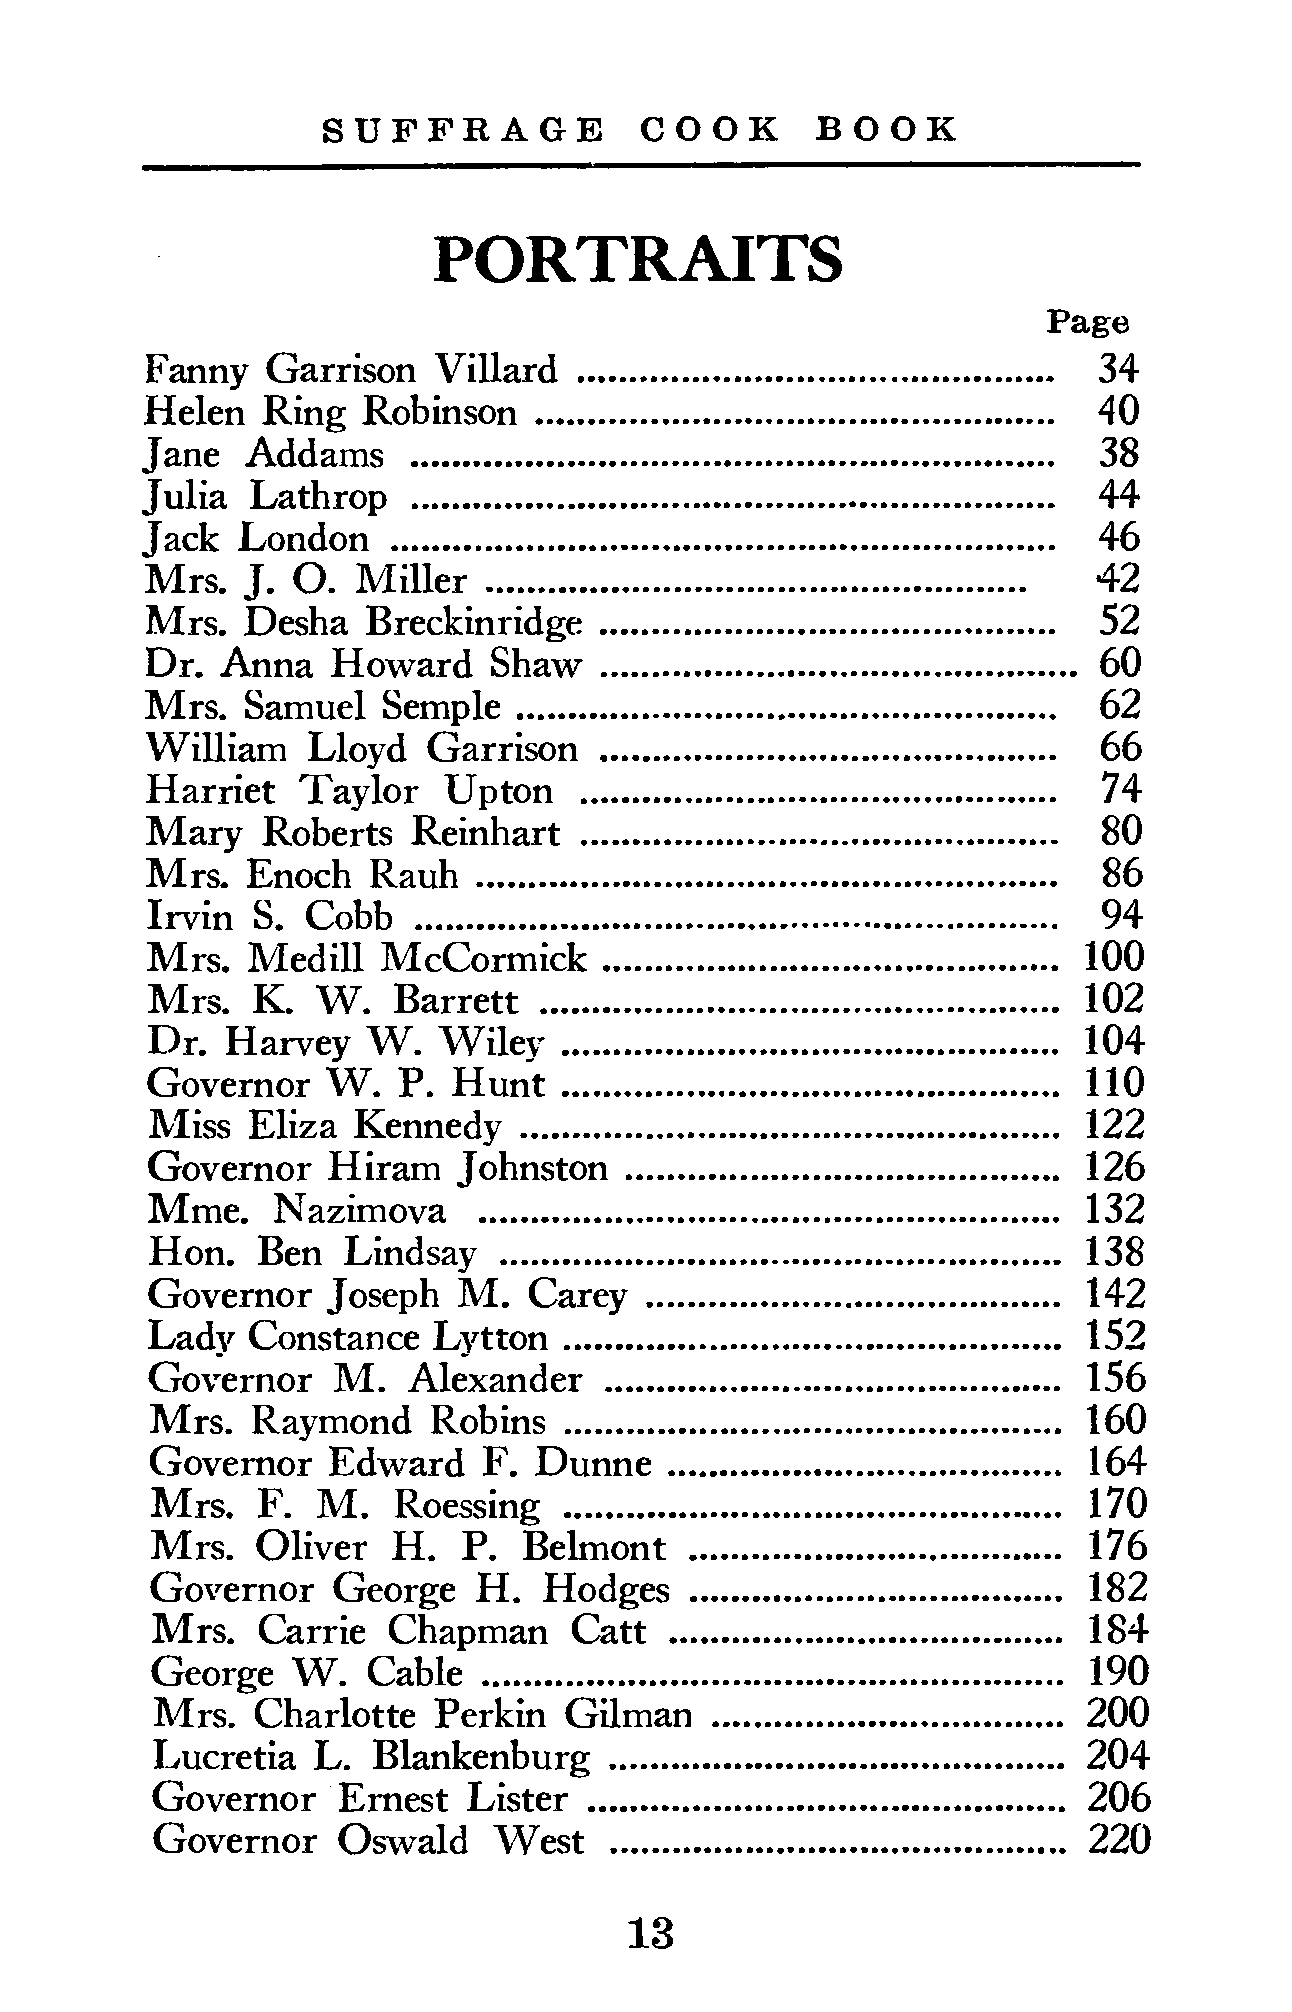 SUFFRAGE COOK BOOK
PORTRAITS
Page
Fanny Garrison Villard .............................................. 34
Helen Ring Robinson .................................................. 40
Jane Addams .............................................................. 38
Julia Lathrop .............................................................. 44
Jack London ................................................................ 46
Mrs. J. O. Miller .................................................... 42
Mrs. Desha Breckinridge ............................................ 52
Dr. Anna Howard Shaw .............................................. 60
Mrs. Samuel Semple .................................................... 62
William Lloyd Garrison ............................................ 66
Harriet Taylor Upton .............................................. 74
Mary Roberts Reinhart .............................................. 80
Mrs. Enoch Rauh ........................................................ 86
Irvin S. Cobb .............................................................. 94
Mrs. Medill McCormick ............................................ 100
Mrs. K. W. Barrett .................................................. 102
Dr. Harvey W. Wiley ................................................ 104
Governor W. P. Hunt ................................................ 110
Miss Eliza Kennedy .................................................... 122
Governor Hiram Johnston .......................................... 126
Mme. Nazimova ........................................................ 132
Hon. Ben Lindsay ...................................................... 138
Governor Joseph M. Carey ........................................ 142
Lady Constance Lytton ................................................ 152
Governor M. Alexander ............................................ 156
Mrs. Raymond Robins ................................................ 160
Governor Edward F. Dunne ...................................... 164
Mrs. F. M. Roessing ................................................ 170
Mrs. Oliver H. P. Belmont .................................... 176
Governor George H. Hodges .................................... 182
Mrs. Carrie Chapman Catt ...................................... 184
George W. Cable ........................................................ 190
Mrs. Charlotte Perkin Gilman .................................. 200
Lucretia L. Blankenburg ............................................ 204
Governor Ernest Lister .............................................. 206
Governor Oswald West ............................................ 220
13